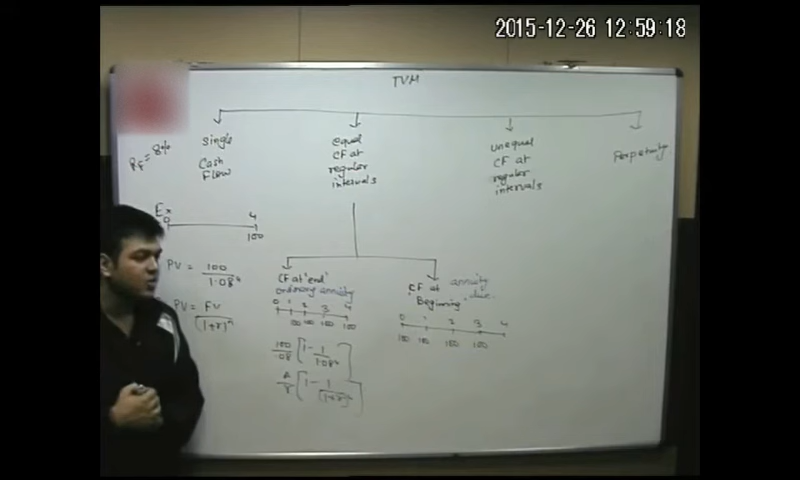 2015-12-26 12:59:18
TVM
RF = 8%
Single
Cash
Flow
equal
CF at
regular
intervals
unequal
CF at
regular
intervals
Perpetuity
Ex
0 4
100
PV = 100
1.08⁴
PV = FV
(1+r)ⁿ
CF at "end"
ordinary annuity
0 1 2 3 4
100 100 100 100
100/.08 [1 - 1/1.08⁴]
A/r [1 - 1/(1+r)ⁿ]
CF at annuity
"Beginning" due
0 1 2 3 4
100 100 100 100